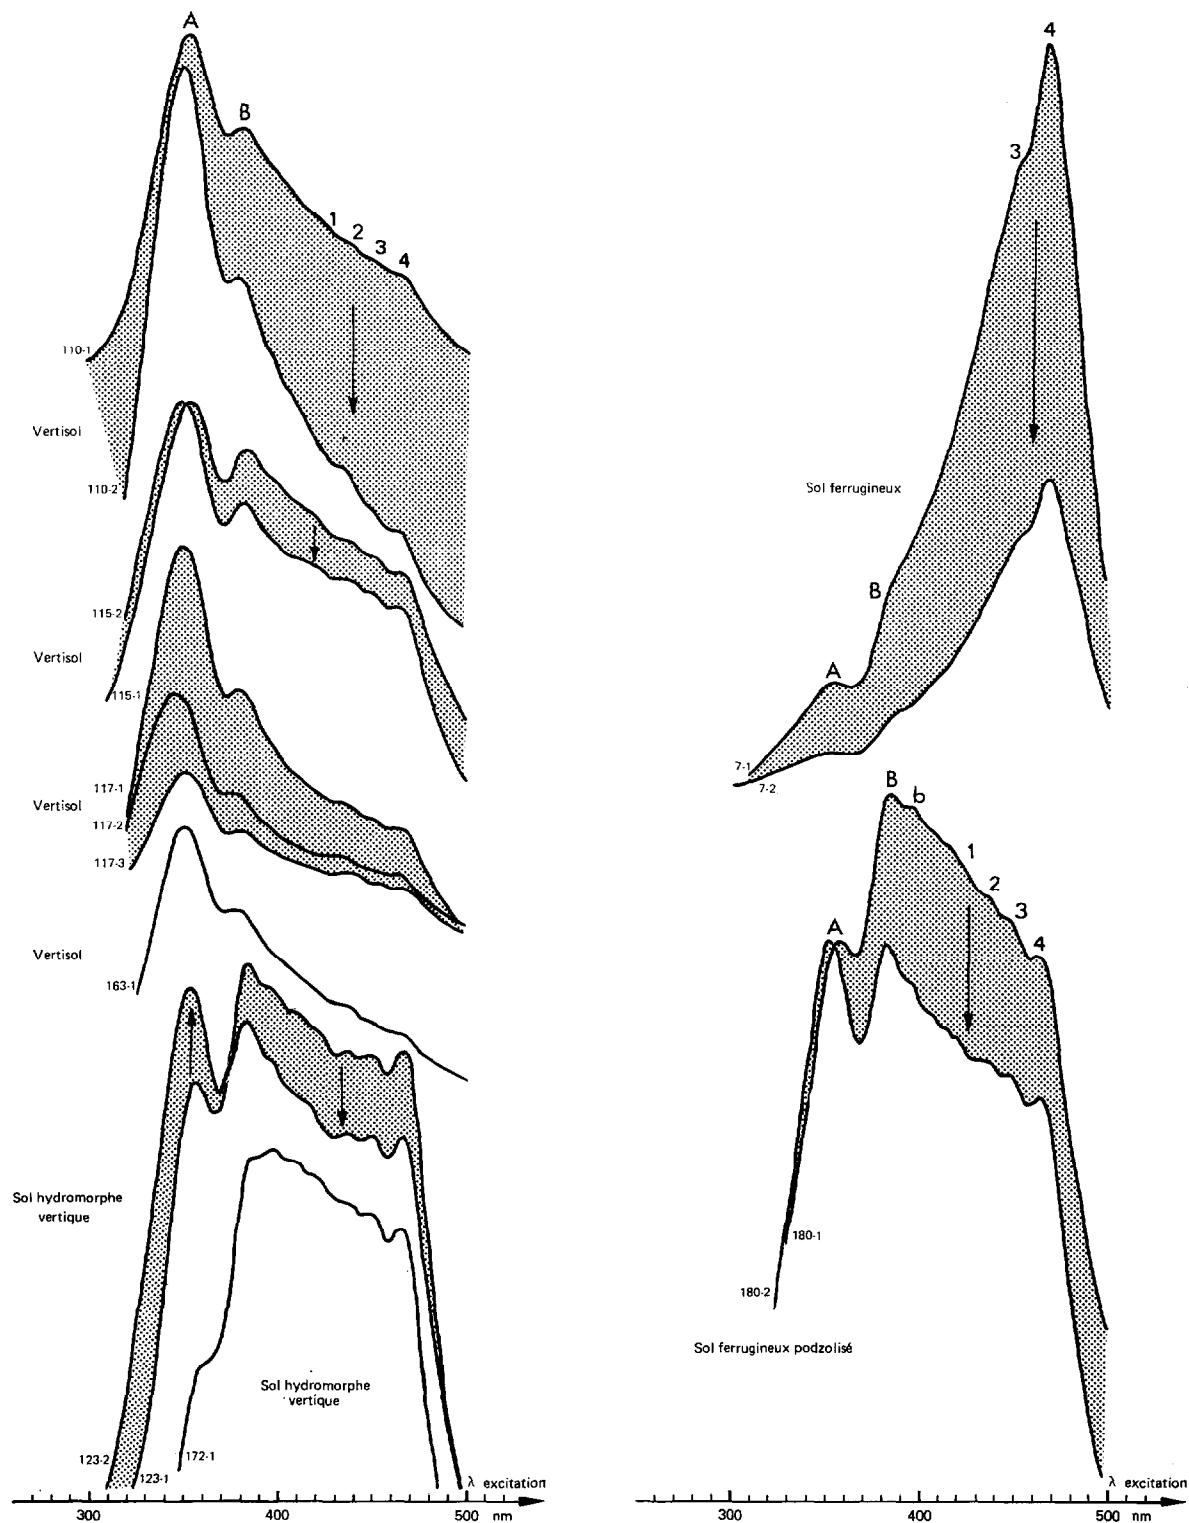 A
B
1
2
3
4
110-1
Vertisol
110-2
115-2
Vertisol
115-1
117-1
Vertisol
117-2
117-3
Vertisol
163-1
Sol hydromorphe
vertique
Sol hydromorphe
vertique
123-2
123-1
172-1
λ excitation
300
400
nm
500
4
3
Sol ferrugineux
B
A
7-1
7-2
B
b
1
2
3
A
4
180-1
180-2
Sol ferrugineux podzolisé
λ excitation
300
400
500 nm